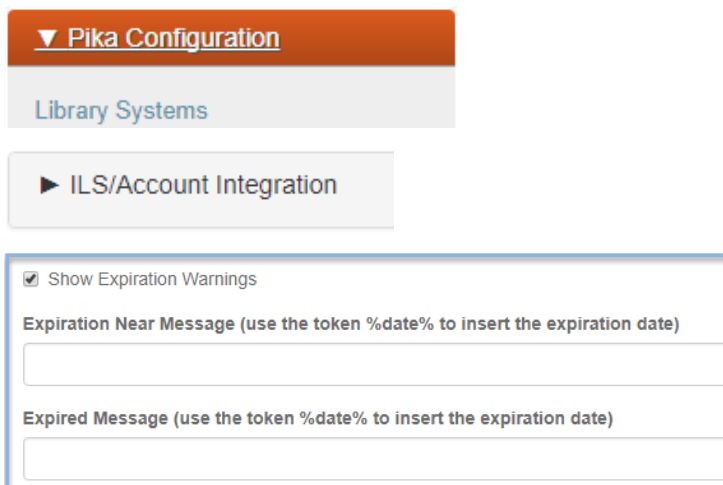 ▼ Pika Configuration
Library Systems
► ILS/Account Integration
Show Expiration Warnings
Expiration Near Message (use the token %date% to insert the expiration date)
Expired Message (use the token %date% to insert the expiration date)